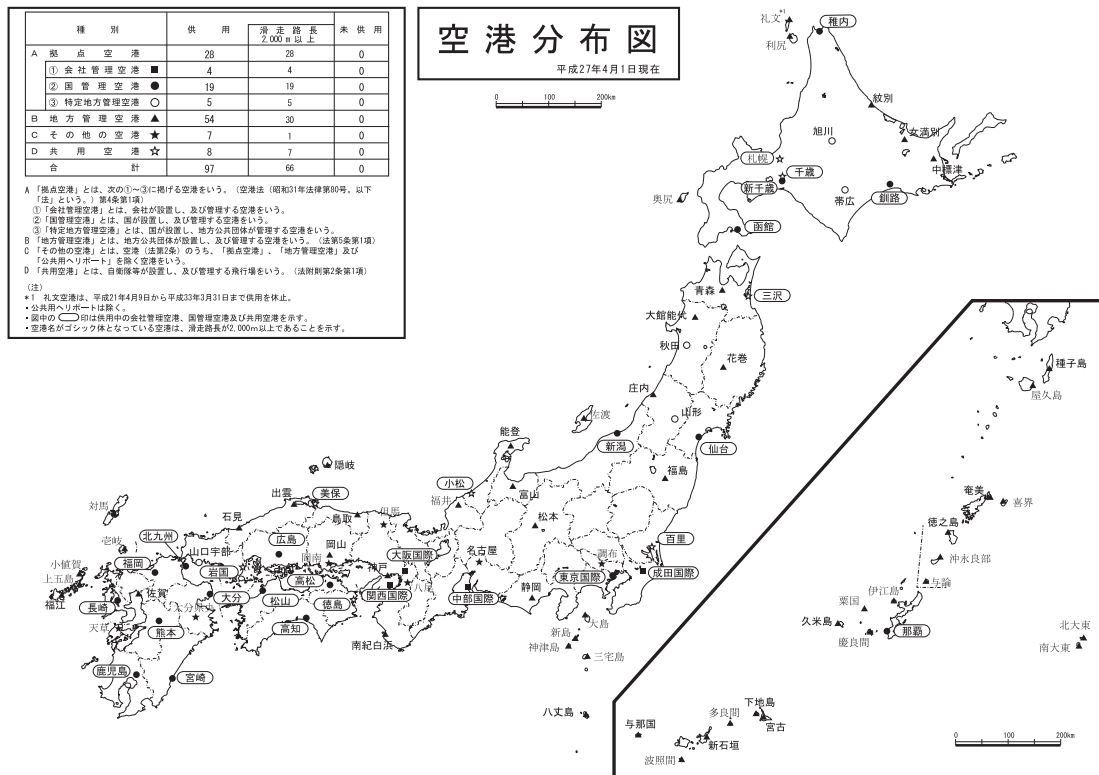 空港分布図
平成27年4月1日現在
種別 供用 滑走路長2,000m以上 未供用
A 拠点空港 28 28 0
①会社管理空港 ■ 4 4 0
②国管理空港 ● 19 19 0
③特定地方管理空港 ○ 5 5 0
B 地方管理空港 ▲ 54 30 0
C その他の空港 ★ 7 1 0
D 共用空港 ☆ 8 7 0
合計 97 66 0
A 「拠点空港」とは、次の①~③に掲げる空港をいう。(空港法(昭和31年法律第80号。以下
「法」という。)第4条第1項)
①「会社管理空港」とは、会社が設置し、及び管理する空港をいう。
②「国管理空港」とは、国が設置し、及び管理する空港をいう。
③「特定地方管理空港」とは、国が設置し、地方公共団体が管理する空港をいう。
B 「地方管理空港」とは、地方公共団体が設置し、及び管理する空港をいう。(法第5条第1項)
C 「その他の空港」とは、空港(法第2条)のうち、「拠点空港」、「地方管理空港」及び
「公共用ヘリポート」を除く空港をいう。
D 「共用空港」とは、自衛隊等が設置し、及び管理する飛行場をいう。(法附則第2条第1項)
(注)
*1 礼文空港は、平成21年4月9日から平成33年3月31日まで供用を休止。
・公共用ヘリポートは除く。
・図中の 印は供用中の会社管理空港、国管理空港及び共用空港を示す。
・空港名がゴシック体となっている空港は、滑走路長が2,000m以上であることを示す。
0 100 200km
礼文*1
稚内
利尻
紋別
旭川
女満別
札幌
中標津
千歳
新千歳
帯広
釧路
奥尻
函館
青森
三沢
大館能代
秋田
花巻
庄内
佐渡
山形
新潟
仙台
能登
福島
小松
福井
富山
松本
隠岐
出雲
美保
鳥取
但馬
石見
対馬
北九州
山口宇部
壱岐
広島
岡山
岡南
大阪国際
名古屋
調布
百里
小値賀
上五島
福岡
岩国
高松
神戸
八尾
東京国際
成田国際
福江
長崎
佐賀
大分県央
大分
松山
徳島
関西国際
中部国際
静岡
天草
熊本
高知
南紀白浜
大島
新島
神津島
三宅島
鹿児島
宮崎
八丈島
種子島
屋久島
奄美
喜界
徳之島
沖永良部
与論
伊江島
粟国
久米島
慶良間
那覇
北大東
南大東
下地島
多良間
宮古
与那国
新石垣
波照間
0 100 200km